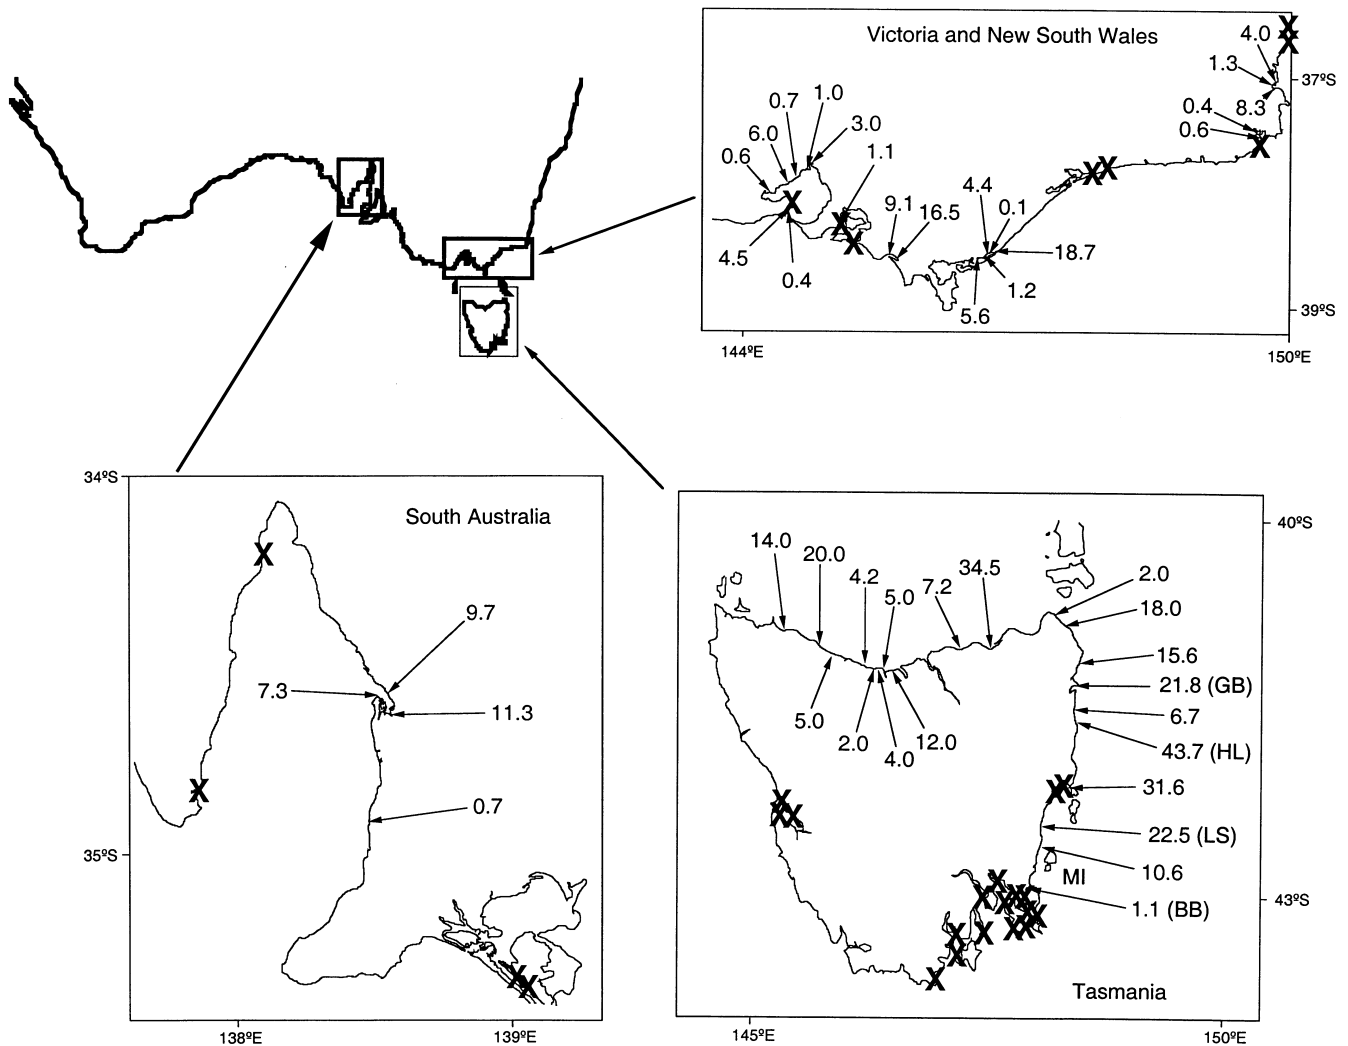 Victoria and New South Wales
4.0
1.3
37ºS
8.3
0.4
0.6
1.0
0.7
6.0
3.0
0.6
1.1
X
X
X
X
X
X
X
X
4.4
9.1
16.5
0.1
4.5
18.7
0.4
1.2
5.6
39ºS
144ºE
150ºE
34ºS
South Australia
X
9.7
7.3
11.3
X
0.7
35ºS
X
X
138ºE
139ºE
40ºS
14.0
20.0
4.2
5.0
7.2
34.5
2.0
18.0
15.6
21.8 (GB)
6.7
5.0
2.0
4.0
12.0
43.7 (HL)
31.6
X
X
X
X
X
22.5 (LS)
10.6
MI
1.1 (BB)
43ºS
X
X
X
X
X
X
X
X
X
X
X
X
X
X
Tasmania
145ºE
150ºE